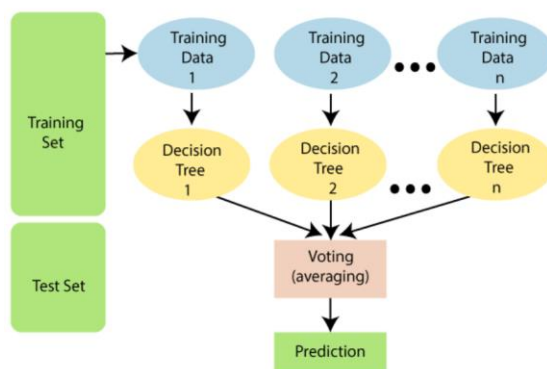 Training
Set
Test Set
Training
Data
1
Training
Data
2
Training
Data
n
Decision
Tree
1
Decision
Tree
2
Decision
Tree
n
Voting
(averaging)
Prediction